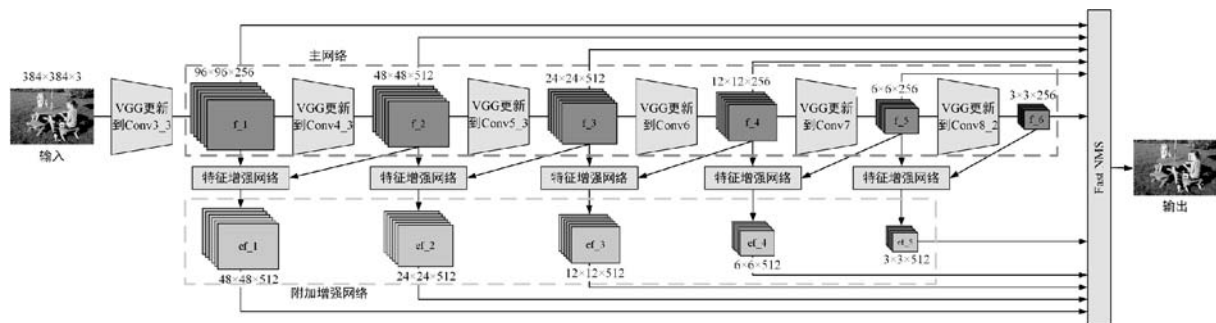 主网络
384×384×3
96×96×256
48×48×512
24×24×512
12×12×256
6×6×256
3×3×256
VGG更新
到Conv3_3
f_1
VGG更新
到Conv4_3
f_2
VGG更新
到Conv5_3
f_3
VGG更新
到Conv6
f_4
VGG更新
到Conv7
f_5
VGG更新
到Conv8_2
f_6
输入
特征增强网络
特征增强网络
特征增强网络
特征增强网络
特征增强网络
Fast NMS
输出
ef_1
ef_2
ef_3
ef_4
ef_5
48×48×512
24×24×512
12×12×512
6×6×512
3×3×512
附加增强网络